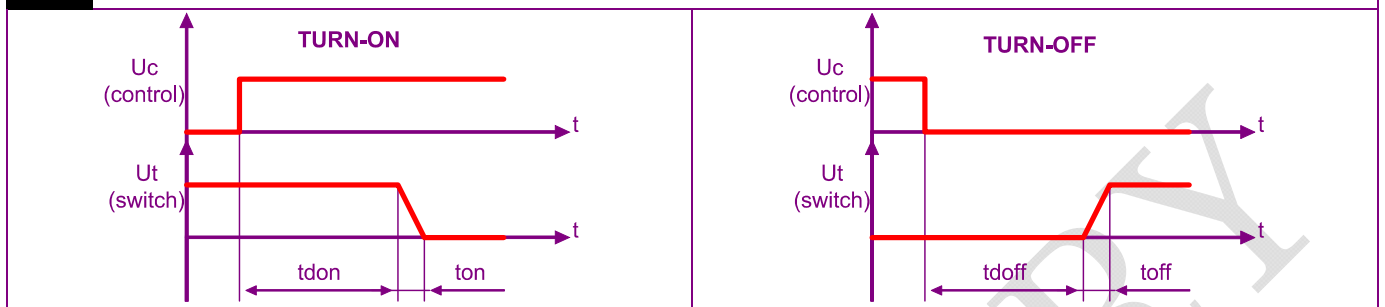 TURN-ON
Uc
(control)
t
Ut
(switch)
t
tdon
ton
TURN-OFF
Uc
(control)
t
Ut
(switch)
t
tdoff
toff